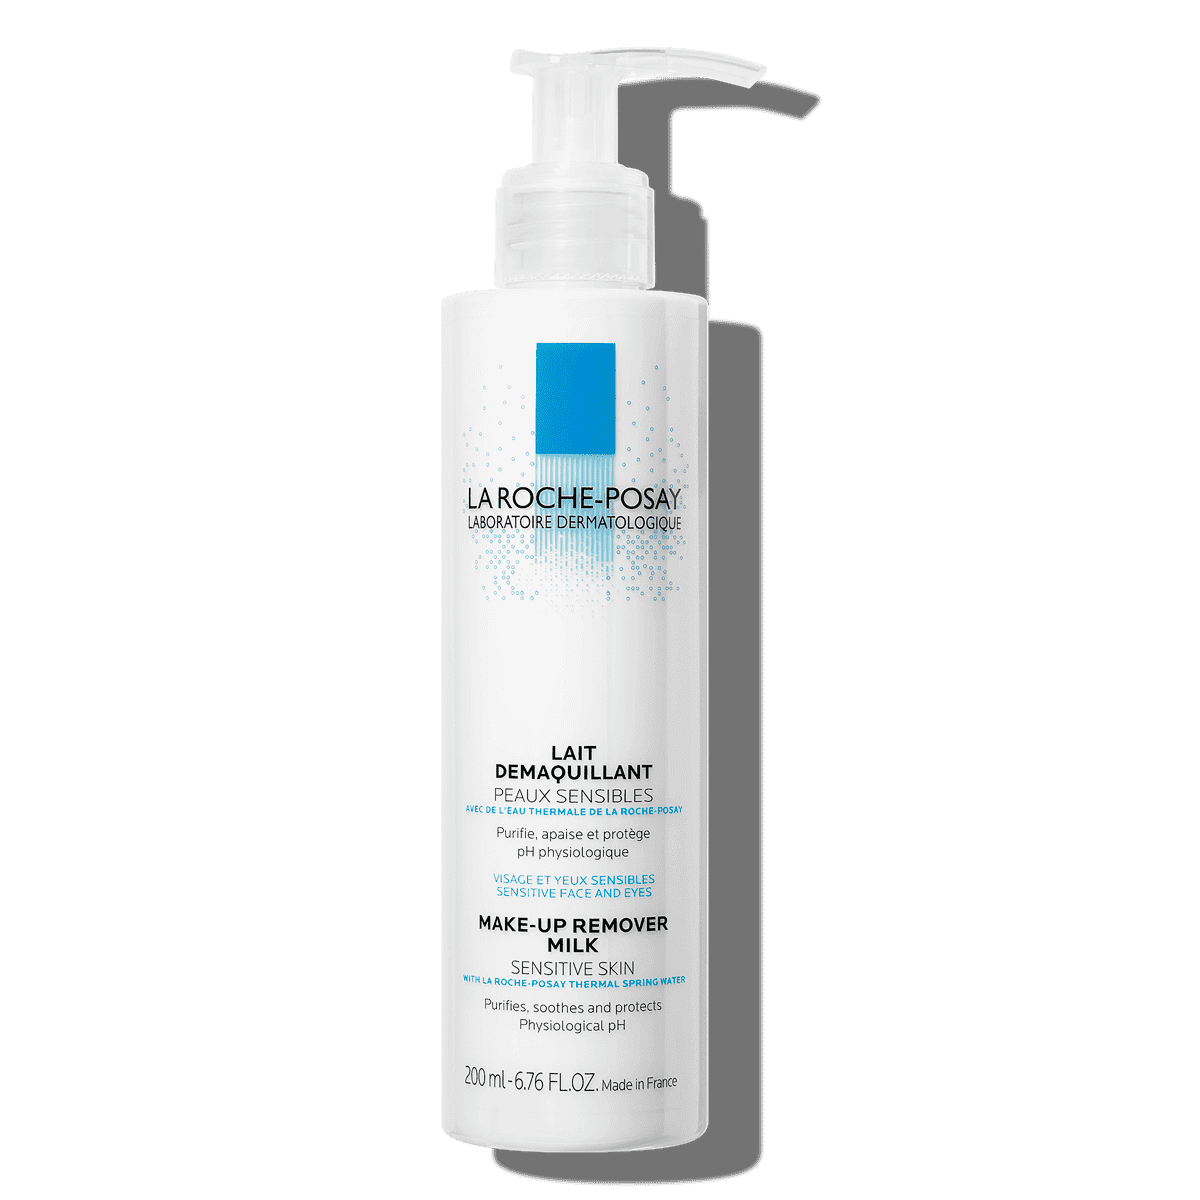 LA ROCHE-POSAY
LABORATOIRE DERMATOLOGIQUE
LAIT
DEMAQUILLANT
PEAUX SENSIBLES
AVEC DE L'EAU THERMALE DE LA ROCHE-POSAY
Purifie, apaise et protège
pH physiologique
VISAGE ET YEUX SENSIBLES
SENSITIVE FACE AND EYES
MAKE-UP REMOVER
MILK
SENSITIVE SKIN
WITH LA ROCHE-POSAY THERMAL SPRING WATER
Purifies, soothes and protects
Physiological pH
200 ml - 6.76 FL.OZ. Made in France